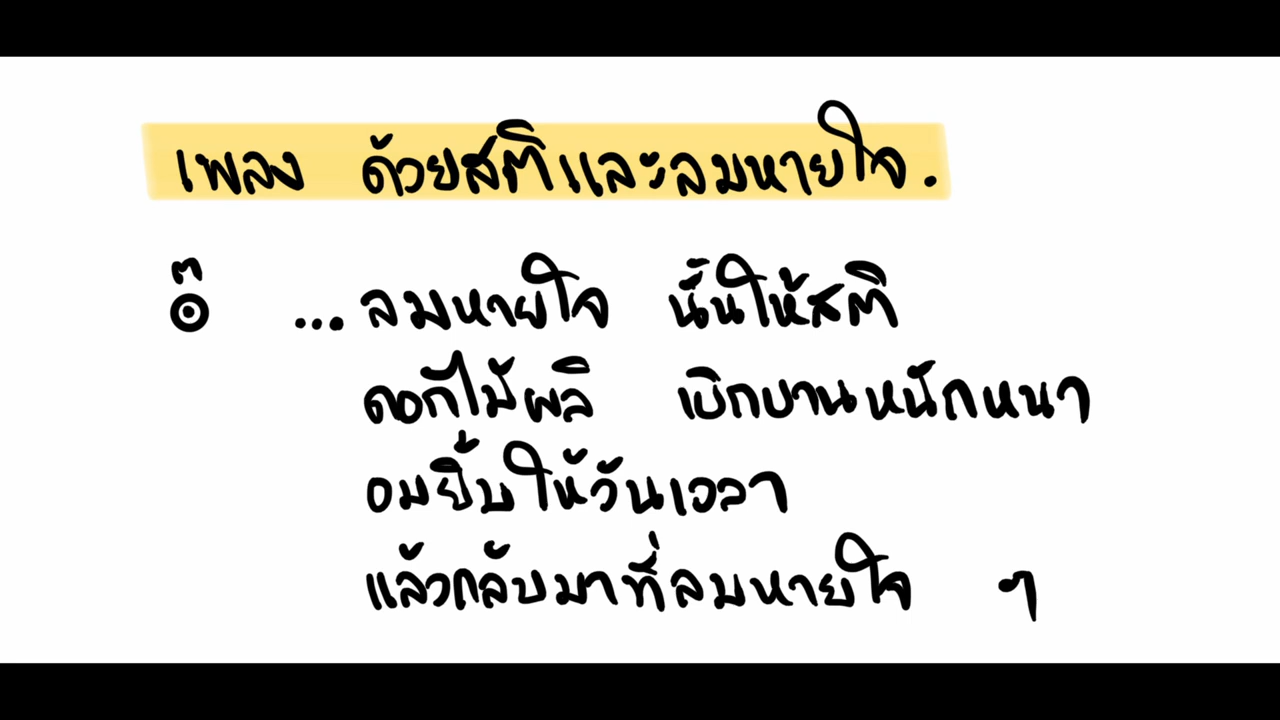 เพลง ด้วยสติและลมหายใจ.
๏๊ ...ลมหายใจ นั้นให้สติ
ดอกไม้ผลิ เบิกบานหนักหนา
อมยิ้มให้วันเวลา
แล้วกลับมาที่ลมหายใจ ๆ